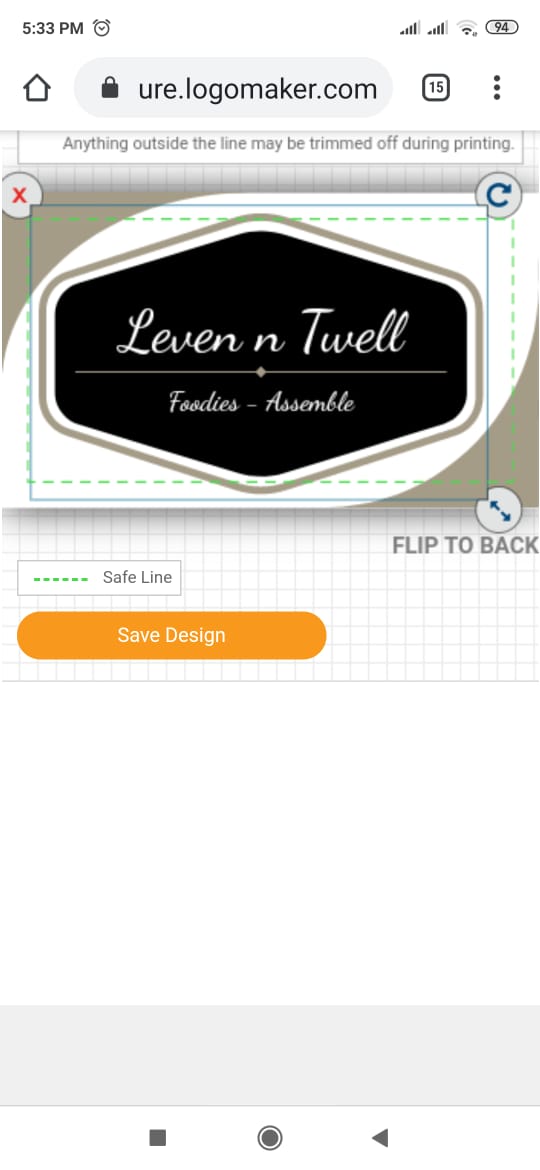 5:33 PM 94
ure.logomaker.com 15
Anything outside the line may be trimmed off during printing.
X
Leven n Twell
Foodies - Assemble
FLIP TO BACK
Safe Line
Save Design